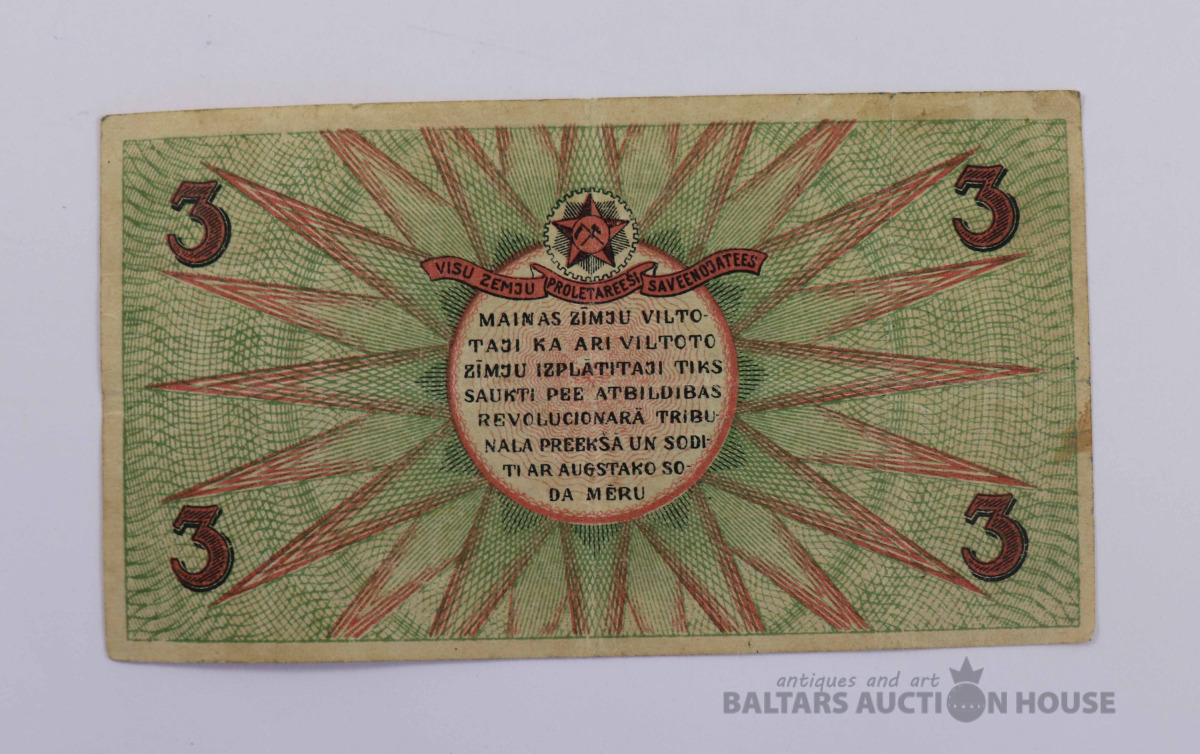 3
3
VISU ZEMJU PROLETAREEŠI SAVEENOJATEES
MAIŅAS ZĪMJU VILTO-
TAJI KA ARI VILTOTO
ZĪMJU IZPLĀTITAJI TIKS
SAUKTI PEE ATBILDIBAS
REVOLUCIONARĀ TRIBU-
NALA PREEKŠA UN SODI-
TI AR AUGSTAKO SO-
DA MĒRU
3
3
antiques and art
BALTARS AUCTION HOUSE